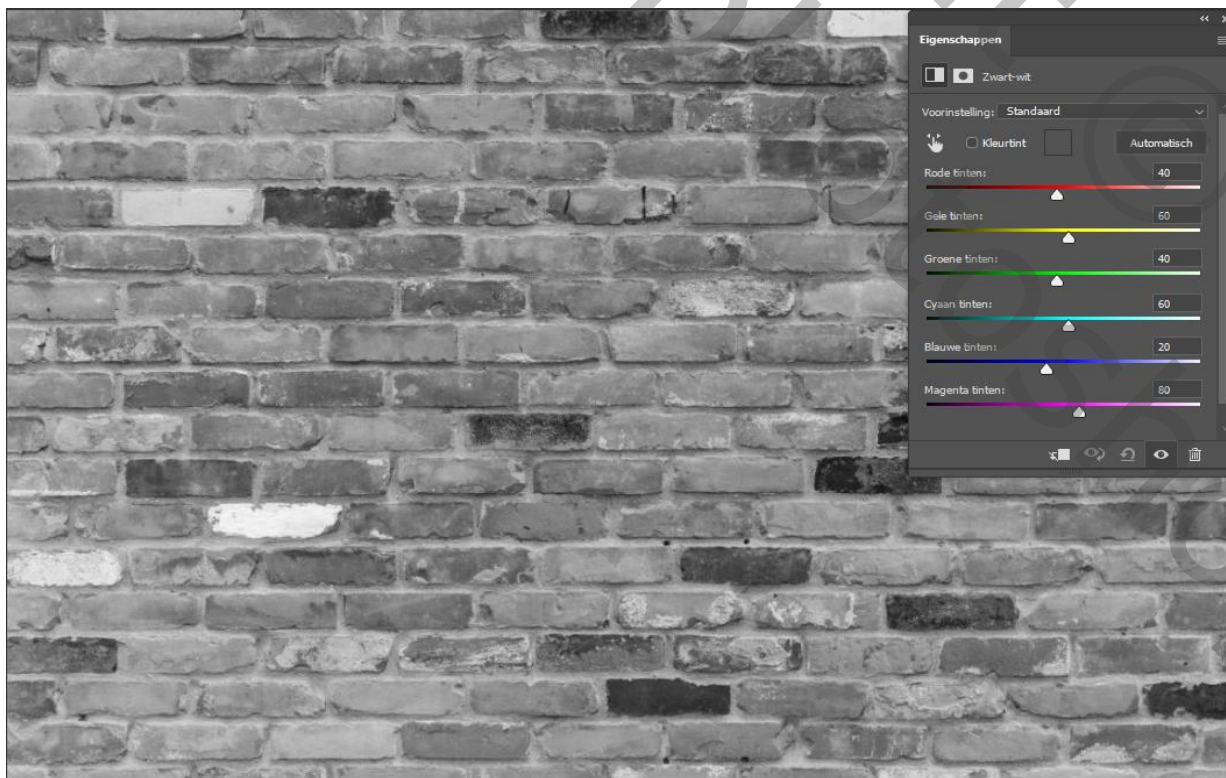 Eigenschappen
Zwart-wit
Voorinstelling: Standaard
Kleurtint Automatisch
Rode tinten: 40
Gele tinten: 60
Groene tinten: 40
Cyaan tinten: 60
Blauwe tinten: 20
Magenta tinten: 80